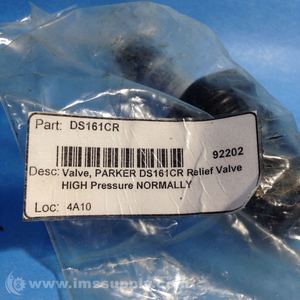 Part: DS161CR
92202
Desc: Valve, PARKER DS161CR Relief Valve
HIGH Pressure NORMALLY
Loc: 4A10
© www.imssupply.com